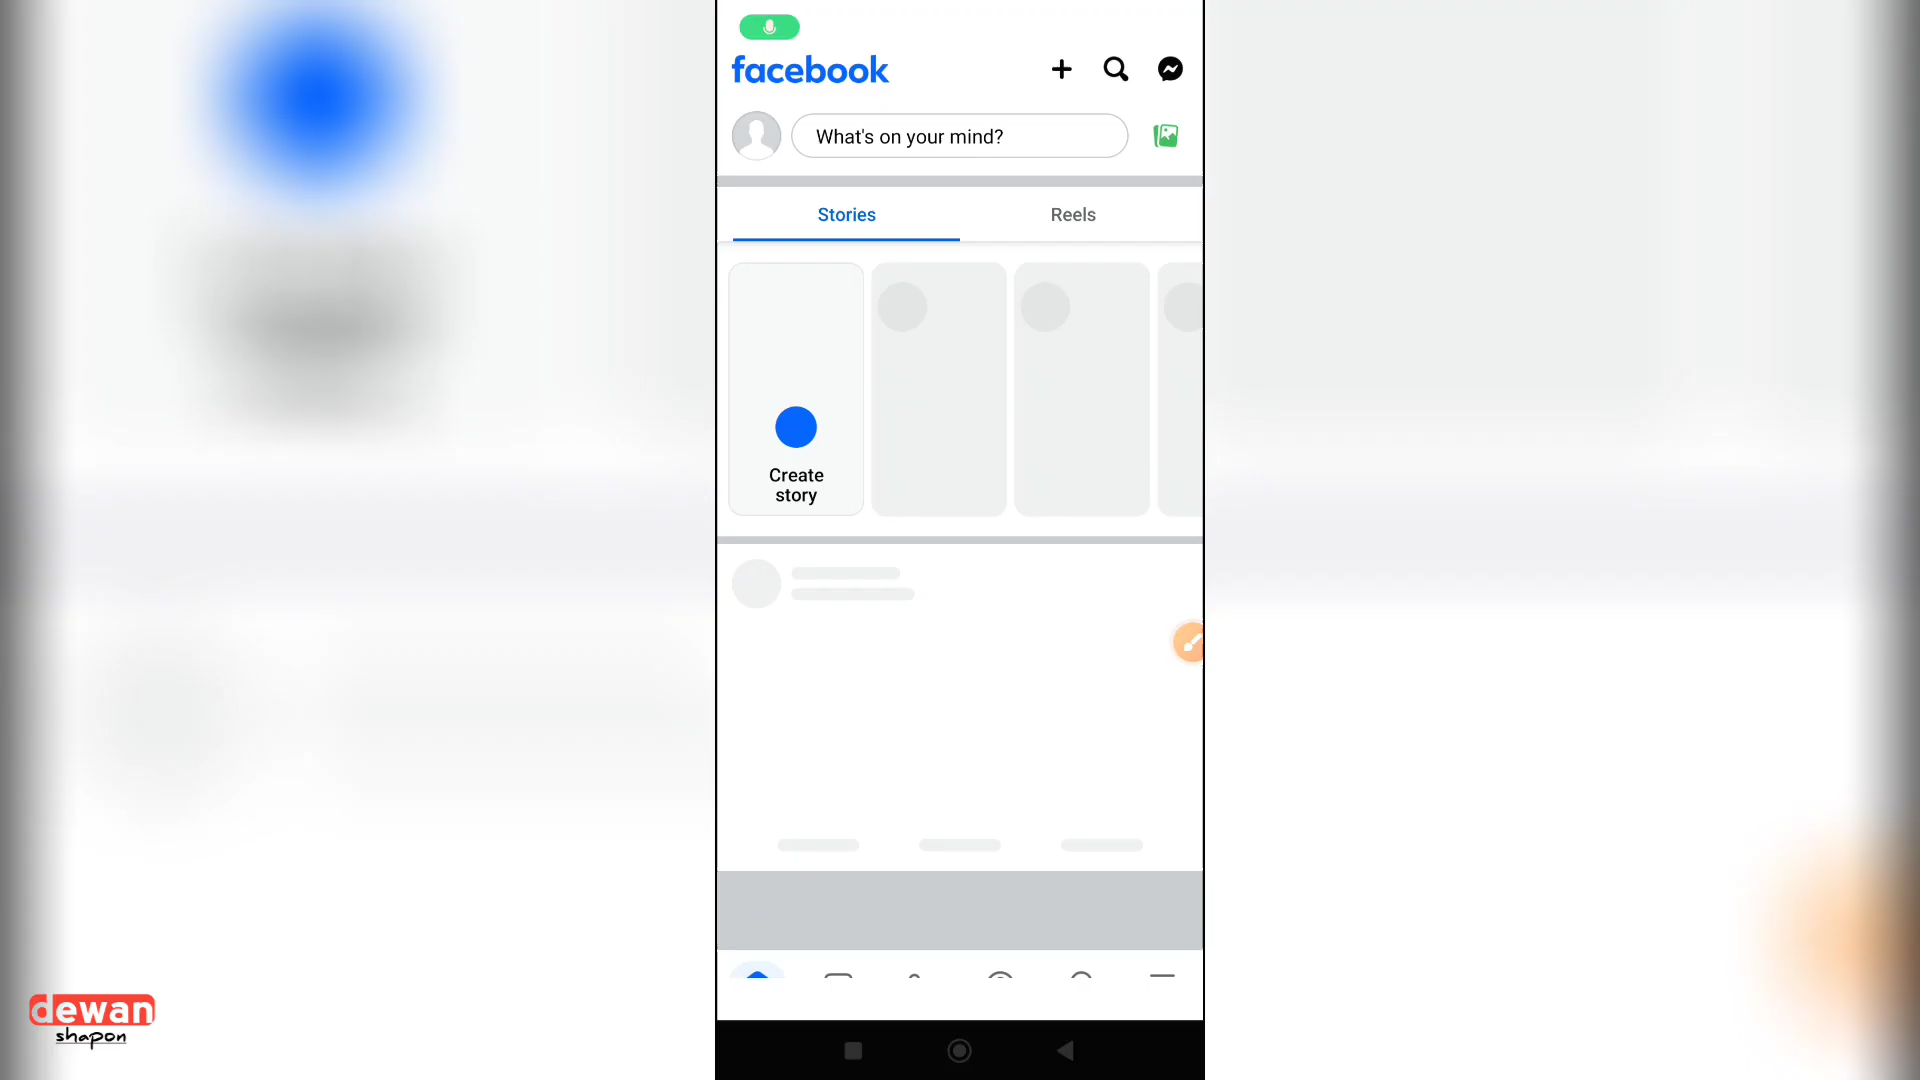 facebook
What's on your mind?
Stories
Reels
Create
story
dewan
shapon